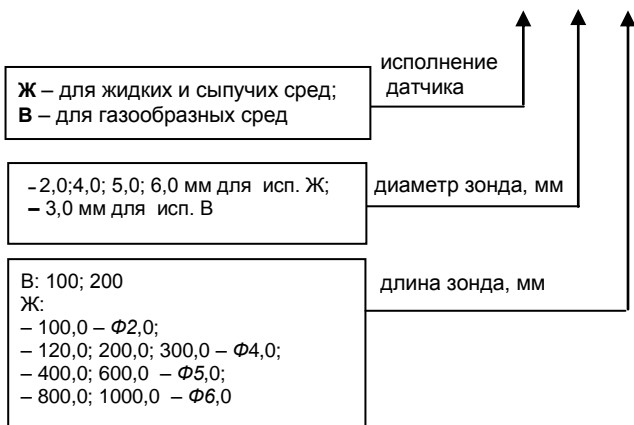 исполнение
датчика
Ж – для жидких и сыпучих сред;
В – для газообразных сред
диаметр зонда, мм
–2,0;4,0; 5,0; 6,0 мм для исп. Ж;
– 3,0 мм для исп. В
длина зонда, мм
В: 100; 200
Ж:
– 100,0 – Ф2,0;
– 120,0; 200,0; 300,0 – Ф4,0;
– 400,0; 600,0 – Ф5,0;
– 800,0; 1000,0 – Ф6,0